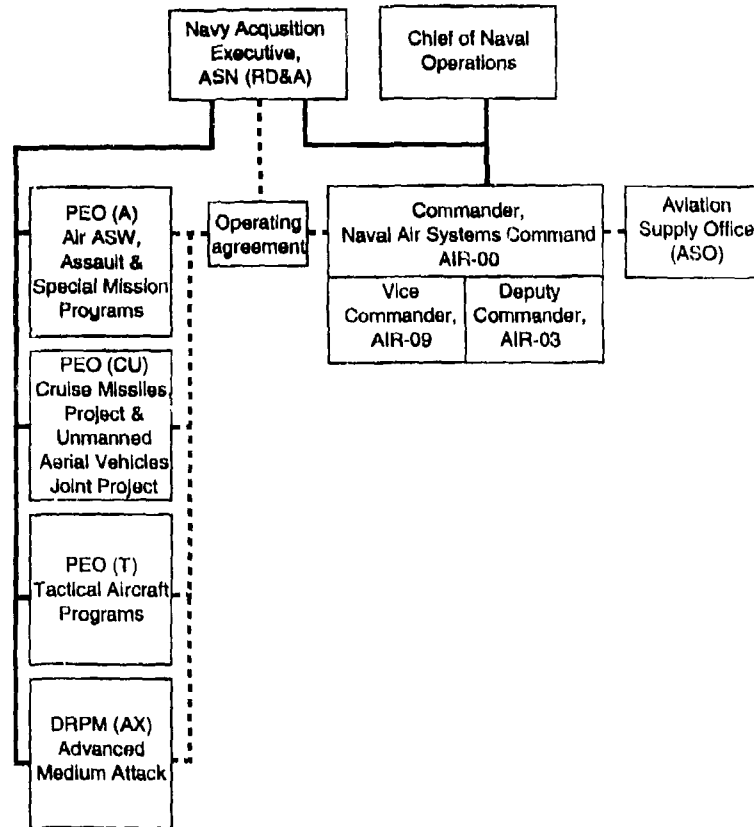 Navy Acqusition
Executive,
ASN (RD&A)
Chief of Naval
Operations
PEO (A)
Air ASW,
Assault &
Special Mission
Programs
Operating
agreement
Commander,
Naval Air Systems Command
AIR-00
Aviation
Supply Office
(ASO)
Vice
Commander,
AIR-09
Deputy
Commander,
AIR-03
PEO (CU)
Cruise Missiles
Project &
Unmanned
Aerial Vehicles
Joint Project
PEO (T)
Tactical Aircraft
Programs
DRPM (AX)
Advanced
Medium Attack